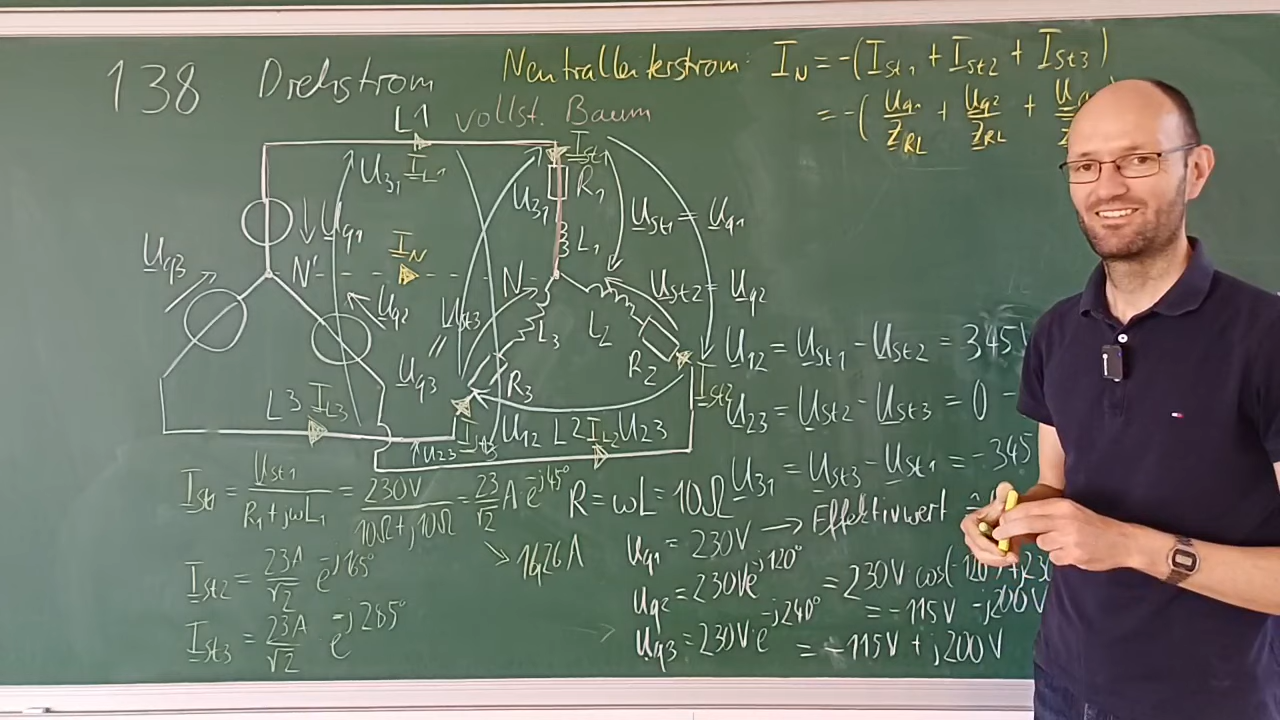 138 Drehstrom
Neutralleiterstrom: I_N = -(I_St1 + I_St2 + I_St3)
= -( U_q1/Z_RL + U_q2/Z_RL + U_q
L1 vollst. Baum
U_31 I_L1
I_St1
U_31 R_1
L_1
U_St1 = U_q1
U_q1
U_q3
N' I_N N
U_St2 = U_q2
U_q2
U_St3 = U_q3
L_3 L_2
R_3 R_2
I_St2
L3 I_L3
U_23 I_St3 U_12 L2 I_L2 U_23
U_12 = U_St1 - U_St2 = 345V
U_23 = U_St2 - U_St3 = 0 -
U_31 = U_St3 - U_St1 = -345
I_St1 = U_St1/(R_1 + jωL_1) = 230V/(10Ω + j10Ω) = 23/√2 A e^-j45°
→ 16,26A
R = ωL = 10Ω
I_St2 = 23A/√2 e^-j165°
I_St3 = 23A/√2 e^-j285°
U_q1 = 230V → Effektivwert
U_q2 = 230V e^-j120° = 230V cos(120°)+j230
= -115V - j200V
U_q3 = 230V · e^-j240° = -115V + j200V